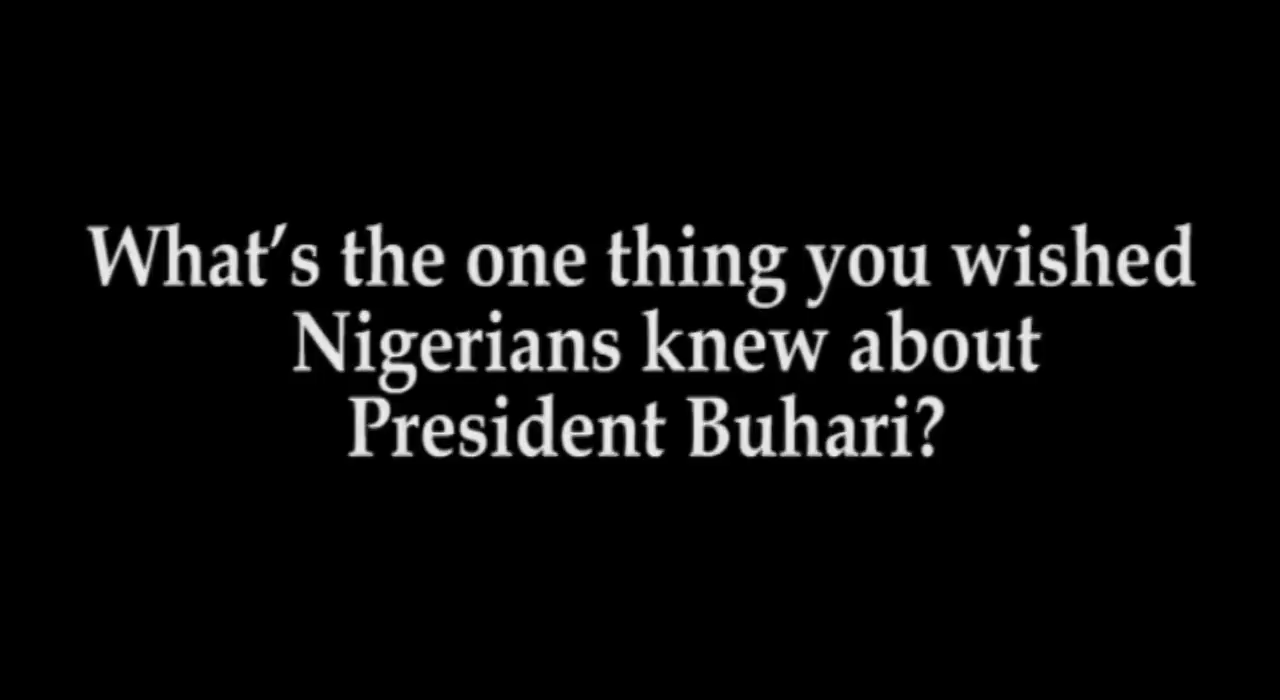 What’s the one thing you wished
Nigerians knew about
President Buhari?